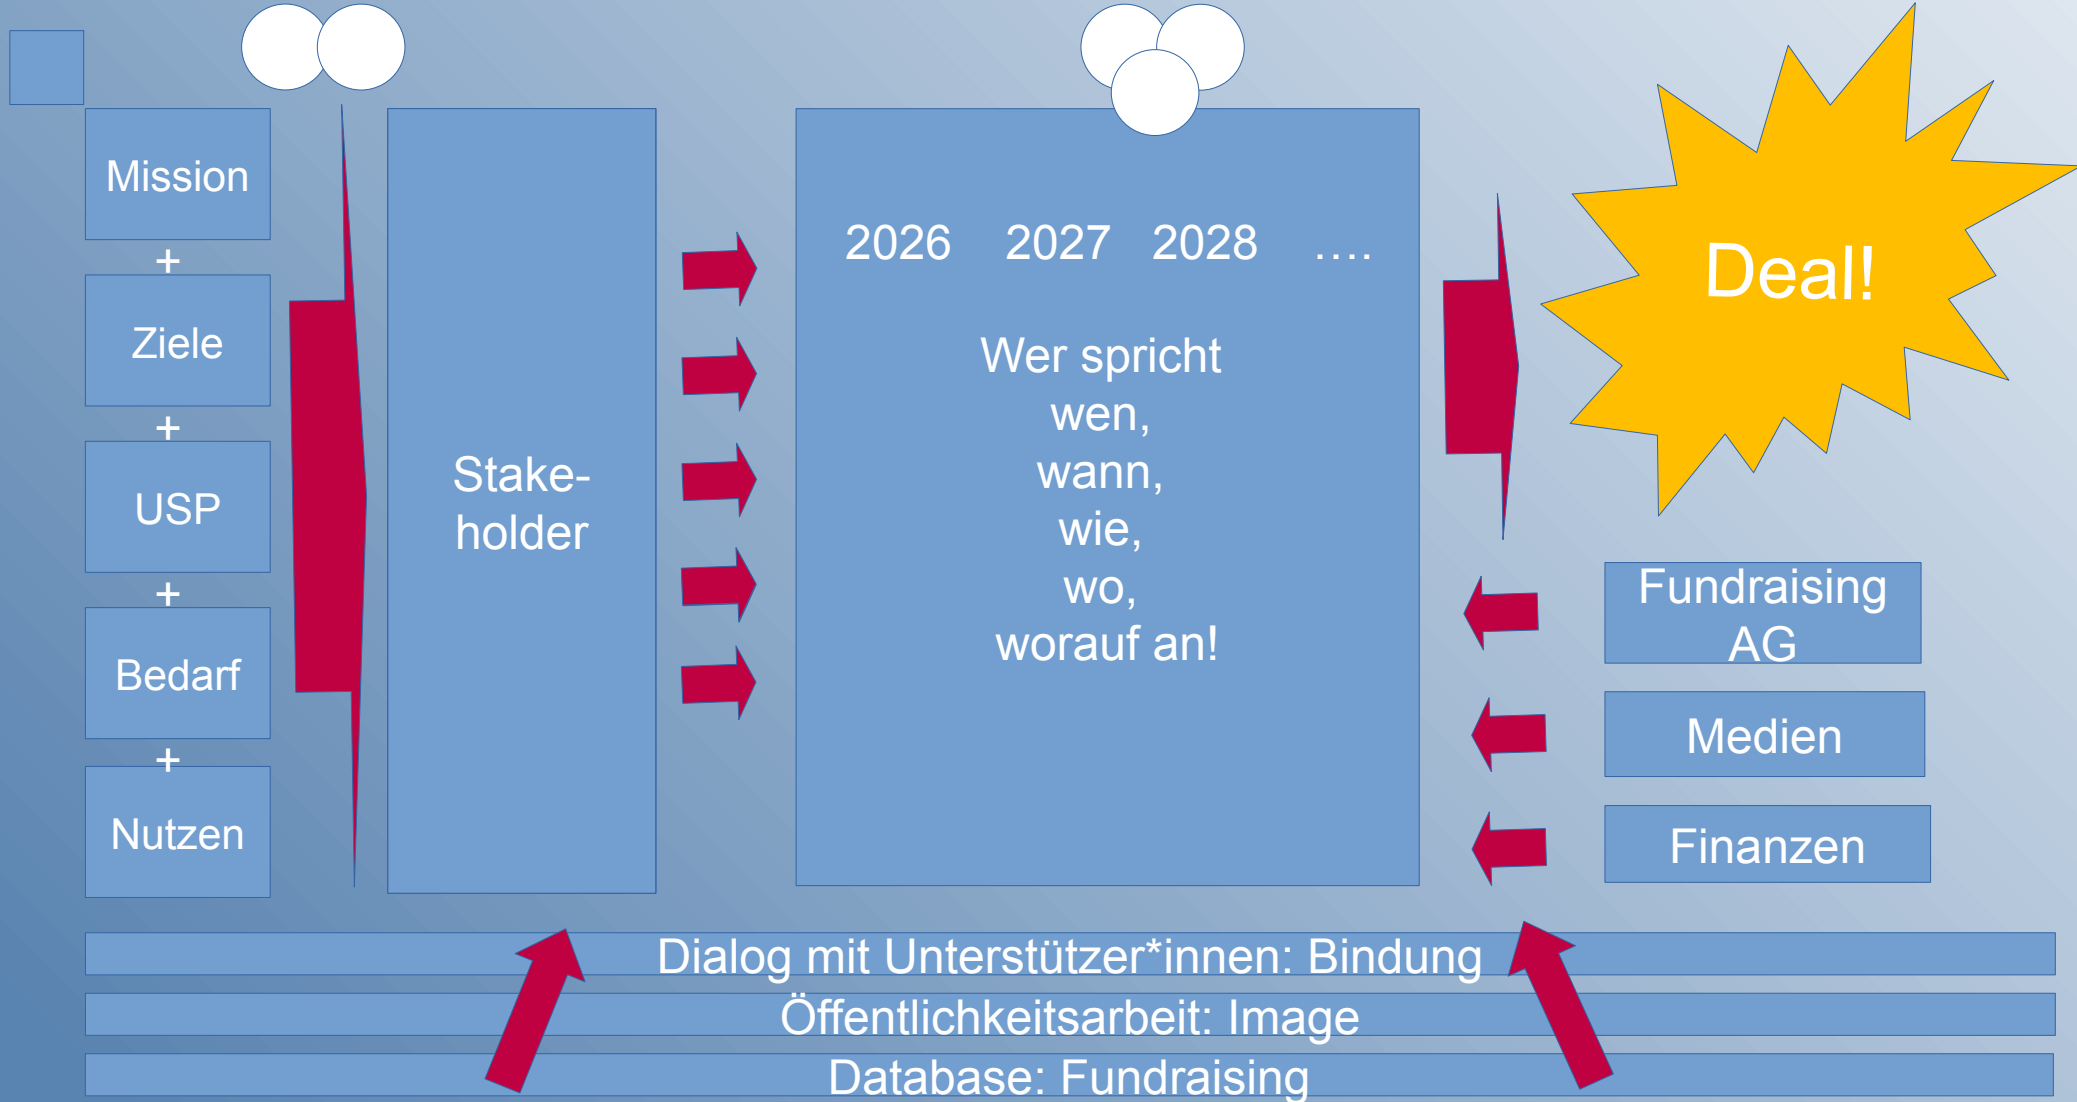 Mission
+
Ziele
+
USP
+
Bedarf
+
Nutzen
Stake-
holder
2026 2027 2028 ....
Wer spricht
wen,
wann,
wie,
wo,
worauf an!
Deal!
Fundraising
AG
Medien
Finanzen
Dialog mit Unterstützer*innen: Bindung
Öffentlichkeitsarbeit: Image
Database: Fundraising